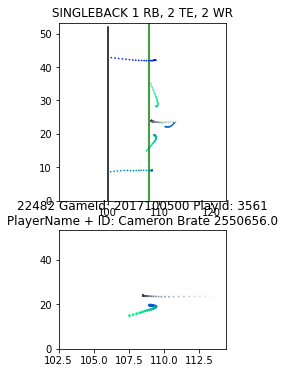 SINGLEBACK 1 RB, 2 TE, 2 WR
50
40
30
20
10
0
100 110 120
22482 GameId: 2017100500 PlayId: 3561
PlayerName + ID: Cameron Brate 2550656.0
40
20
0
102.5 105.0 107.5 110.0 112.5